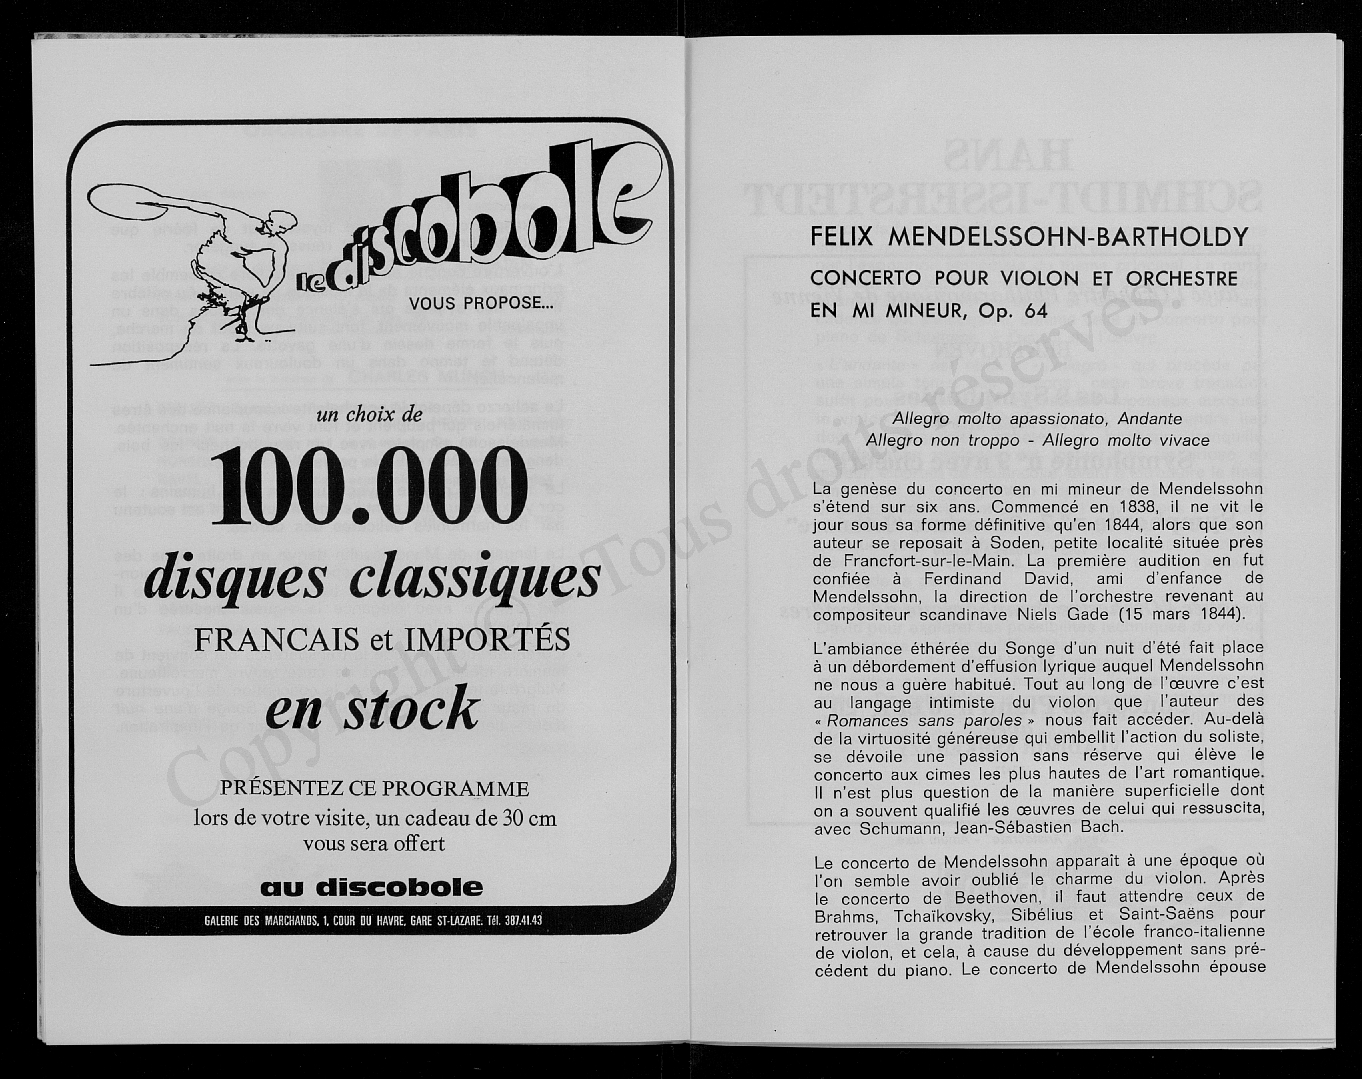 le discobole
VOUS PROPOSE...
un choix de
100.000
disques classiques
FRANCAIS et IMPORTÉS
en stock
PRÉSENTEZ CE PROGRAMME
lors de votre visite, un cadeau de 30 cm
vous sera offert
au discobole
GALERIE DES MARCHANDS, 1, COUR DU HAVRE, GARE ST-LAZARE. Tél. 387.41.43
FELIX MENDELSSOHN-BARTHOLDY
CONCERTO POUR VIOLON ET ORCHESTRE
EN MI MINEUR, Op. 64
Allegro molto apassionato, Andante
Allegro non troppo - Allegro molto vivace
La genèse du concerto en mi mineur de Mendelssohn
s'étend sur six ans. Commencé en 1838, il ne vit le
jour sous sa forme définitive qu'en 1844, alors que son
auteur se reposait à Soden, petite localité située près
de Francfort-sur-le-Main. La première audition en fut
confiée à Ferdinand David, ami d'enfance de
Mendelssohn, la direction de l'orchestre revenant au
compositeur scandinave Niels Gade (15 mars 1844).
L'ambiance éthérée du Songe d'un nuit d'été fait place
à un débordement d'effusion lyrique auquel Mendelssohn
ne nous a guère habitué. Tout au long de l'œuvre c'est
au langage intimiste du violon que l'auteur des
« Romances sans paroles » nous fait accéder. Au-delà
de la virtuosité généreuse qui embellit l'action du soliste,
se dévoile une passion sans réserve qui élève le
concerto aux cimes les plus hautes de l'art romantique.
Il n'est plus question de la manière superficielle dont
on a souvent qualifié les œuvres de celui qui ressuscita,
avec Schumann, Jean-Sébastien Bach.
Le concerto de Mendelssohn apparait à une époque où
l'on semble avoir oublié le charme du violon. Après
le concerto de Beethoven, il faut attendre ceux de
Brahms, Tchaïkovsky, Sibélius et Saint-Saëns pour
retrouver la grande tradition de l'école franco-italienne
de violon, et cela, à cause du développement sans pré-
cédent du piano. Le concerto de Mendelssohn épouse
Copyright © - Tous droits réservés.